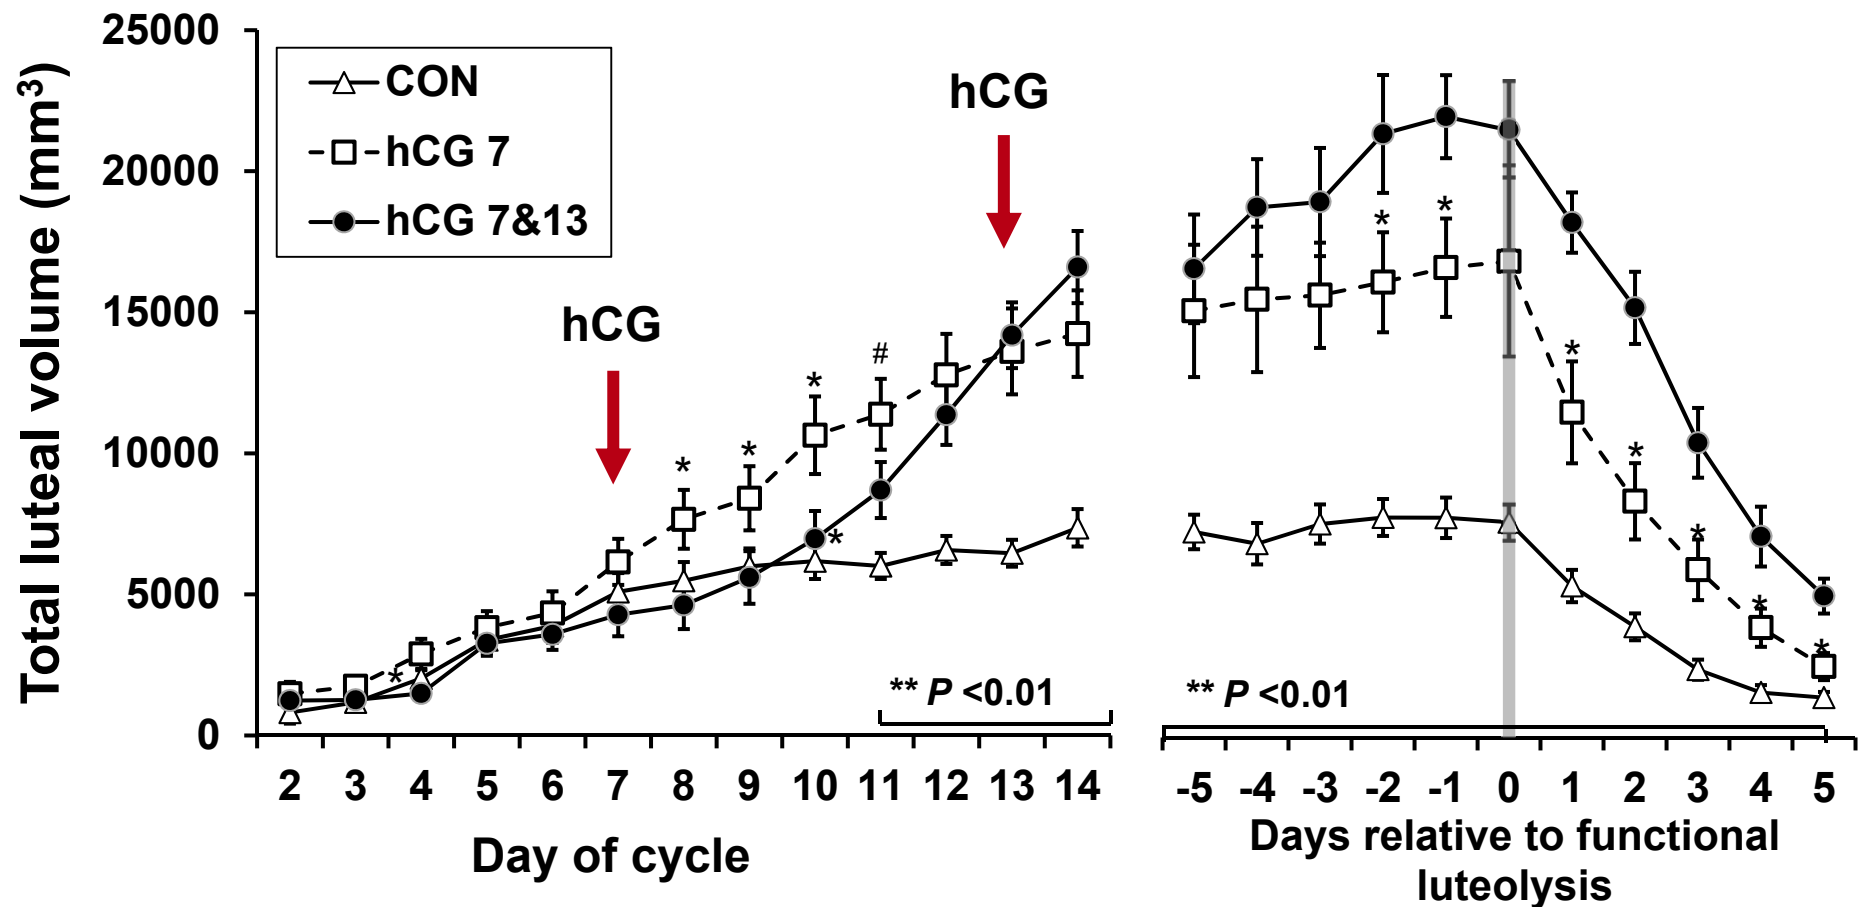 Total luteal volume (mm³)
25000
20000
15000
10000
5000
0
CON
hCG 7
hCG 7&13
hCG
hCG
*
*
*
*
#
*
** P <0.01
2 3 4 5 6 7 8 9 10 11 12 13 14
Day of cycle
*
*
*
*
*
*
*
** P <0.01
-5 -4 -3 -2 -1 0 1 2 3 4 5
Days relative to functional
luteolysis